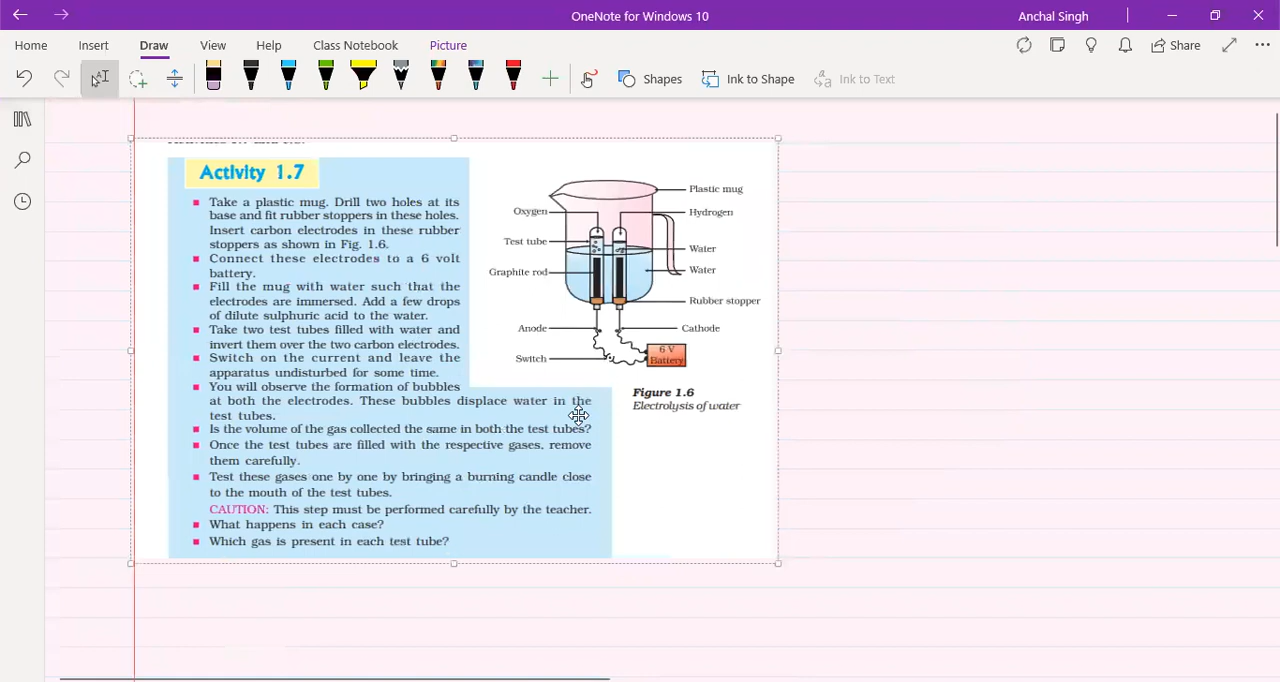 OneNote for Windows 10
Anchal Singh
Home Insert Draw View Help Class Notebook Picture
Share
Shapes
Ink to Shape
Ink to Text
Activity 1.7
Take a plastic mug. Drill two holes at its
base and fit rubber stoppers in these holes.
Insert carbon electrodes in these rubber
stoppers as shown in Fig. 1.6.
Connect these electrodes to a 6 volt
battery.
Fill the mug with water such that the
electrodes are immersed. Add a few drops
of dilute sulphuric acid to the water.
Take two test tubes filled with water and
invert them over the two carbon electrodes.
Switch on the current and leave the
apparatus undisturbed for some time.
You will observe the formation of bubbles
at both the electrodes. These bubbles displace water in the
test tubes.
Is the volume of the gas collected the same in both the test tubes?
Once the test tubes are filled with the respective gases, remove
them carefully.
Test these gases one by one by bringing a burning candle close
to the mouth of the test tubes.
CAUTION: This step must be performed carefully by the teacher.
What happens in each case?
Which gas is present in each test tube?
Plastic mug
Oxygen
Hydrogen
Test tube
Water
Graphite rod
Water
Rubber stopper
Anode
Cathode
Switch
6 V
Battery
Figure 1.6
Electrolysis of water